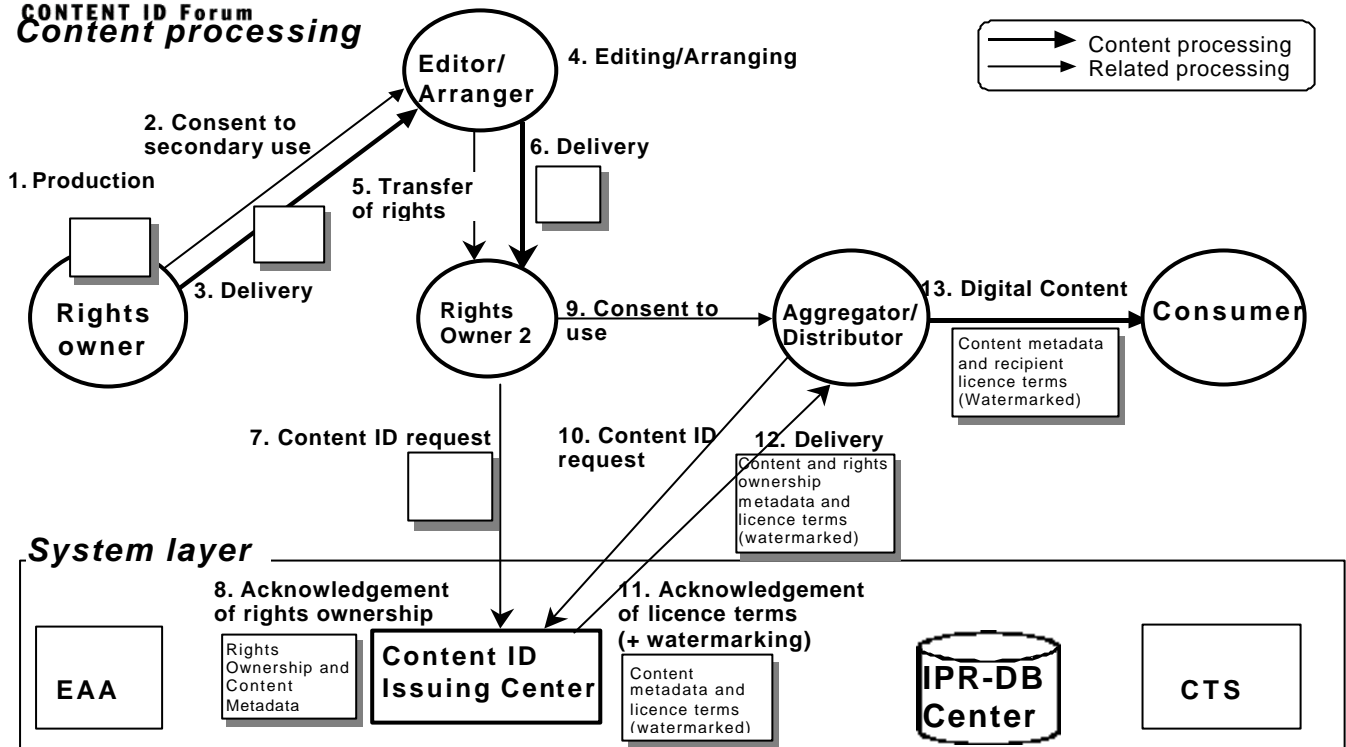 CONTENT ID Forum
Content processing
Editor/
Arranger
4. Editing/Arranging
Content processing
Related processing
2. Consent to
secondary use
6. Delivery
1. Production
5. Transfer
of rights
3. Delivery
Rights
owner
Rights
Owner 2
9. Consent to
use
Aggregator/
Distributor
13. Digital Content
Consumer
Content metadata
and recipient
licence terms
(Watermarked)
7. Content ID request
10. Content ID
request
12. Delivery
Content and rights
ownership
metadata and
licence terms
(watermarked)
System layer
8. Acknowledgement
of rights ownership
11. Acknowledgement
of licence terms
(+ watermarking)
EAA
Rights
Ownership and
Content
Metadata
Content ID
Issuing Center
Content
metadata and
licence terms
(watermarked)
IPR-DB
Center
CTS